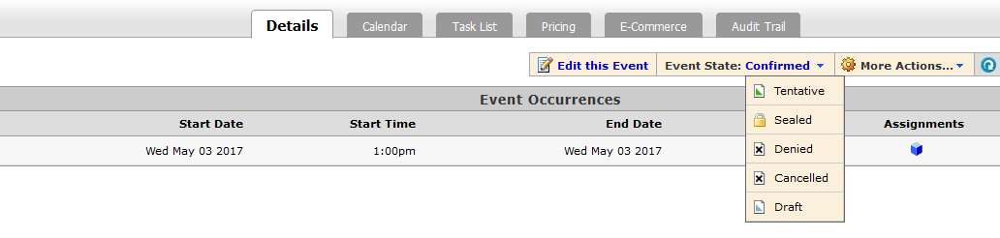 Details Calendar Task List Pricing E-Commerce Audit Trail
Edit this Event Event State: Confirmed More Actions...
Event Occurrences
Start Date Start Time End Date Assignments
Wed May 03 2017 1:00pm Wed May 03 2017
Tentative
Sealed
Denied
Cancelled
Draft